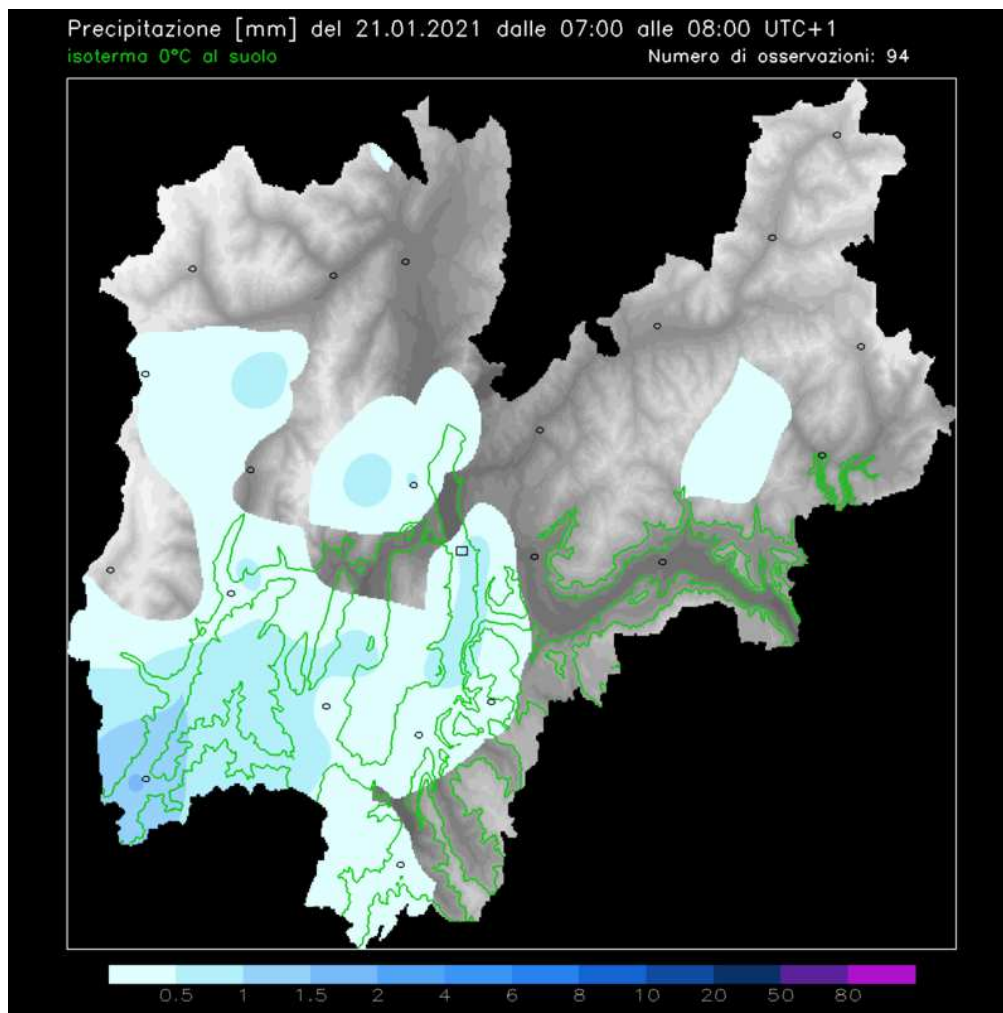 Precipitazione [mm] del 21.01.2021 dalle 07:00 alle 08:00 UTC+1
isoterma 0°C al suolo Numero di osservazioni: 94
0.5 1 1.5 2 4 6 8 10 20 50 80